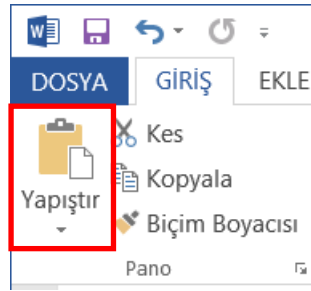 DOSYA GİRİŞ EKLE
Kes
Kopyala
Yapıştır
Biçim Boyacısı
Pano